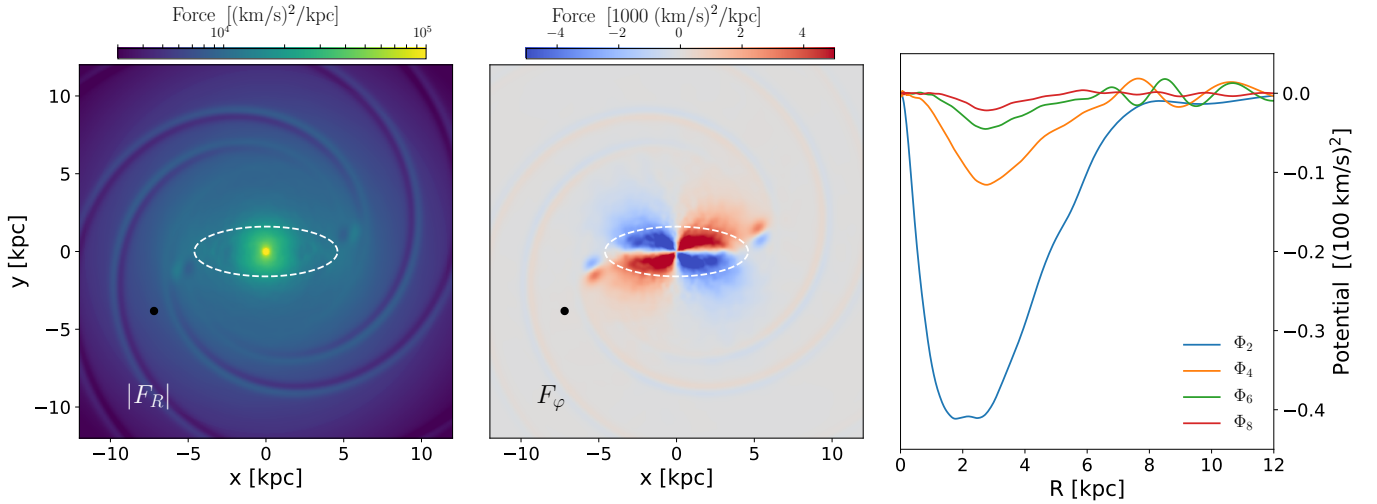 Force [(km/s)²/kpc]
10⁴ 10⁵
|F_R|
y [kpc]
10
5
0
−5
−10
−10 −5 0 5 10
x [kpc]
Force [1000 (km/s)²/kpc]
−4 −2 0 2 4
F_φ
−10 −5 0 5 10
x [kpc]
0.0
−0.1
−0.2
−0.3
−0.4
Potential [(100 km/s)²]
Φ₂
Φ₄
Φ₆
Φ₈
0 2 4 6 8 10 12
R [kpc]